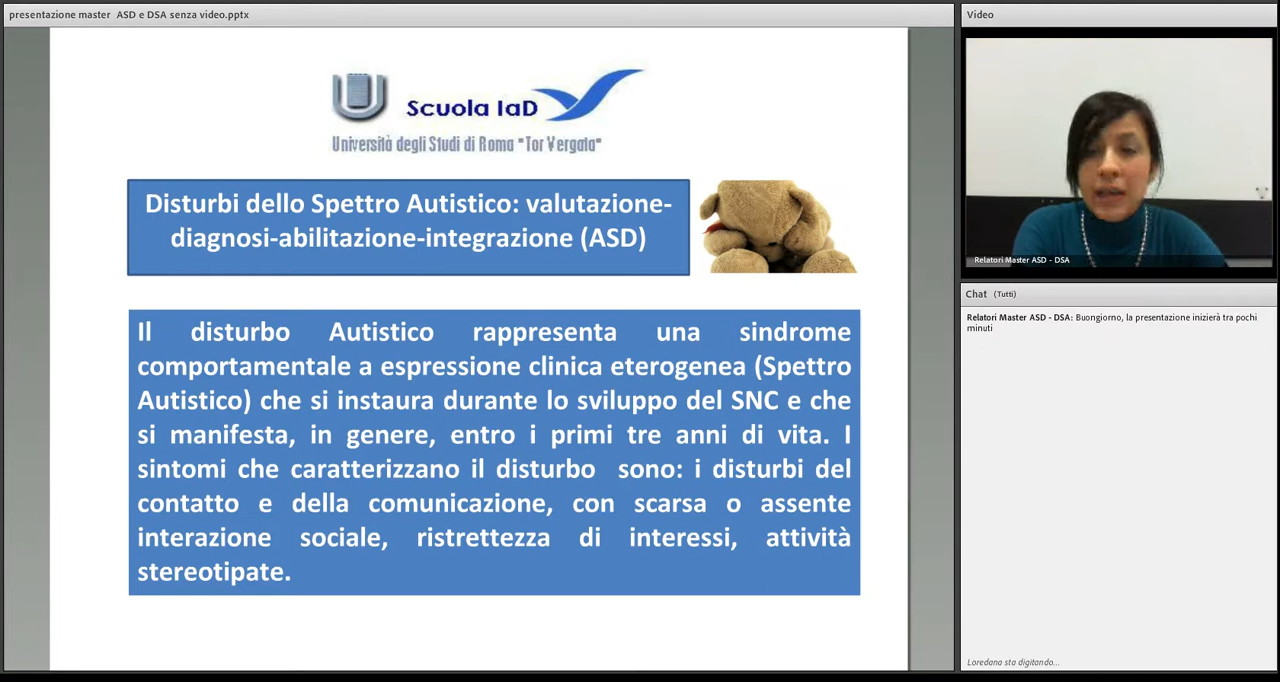 presentazione master ASD e DSA senza video.pptx
Scuola IaD
Università degli Studi di Roma "Tor Vergata"
Disturbi dello Spettro Autistico: valutazione-
diagnosi-abilitazione-integrazione (ASD)
Il disturbo Autistico rappresenta una sindrome
comportamentale a espressione clinica eterogenea (Spettro
Autistico) che si instaura durante lo sviluppo del SNC e che
si manifesta, in genere, entro i primi tre anni di vita. I
sintomi che caratterizzano il disturbo sono: i disturbi del
contatto e della comunicazione, con scarsa o assente
interazione sociale, ristrettezza di interessi, attività
stereotipate.
Video
Relatori Master ASD - DSA
Chat (Tutti)
Relatori Master ASD - DSA: Buongiorno, la presentazione inizierà tra pochi
minuti
Loredana sta digitando...